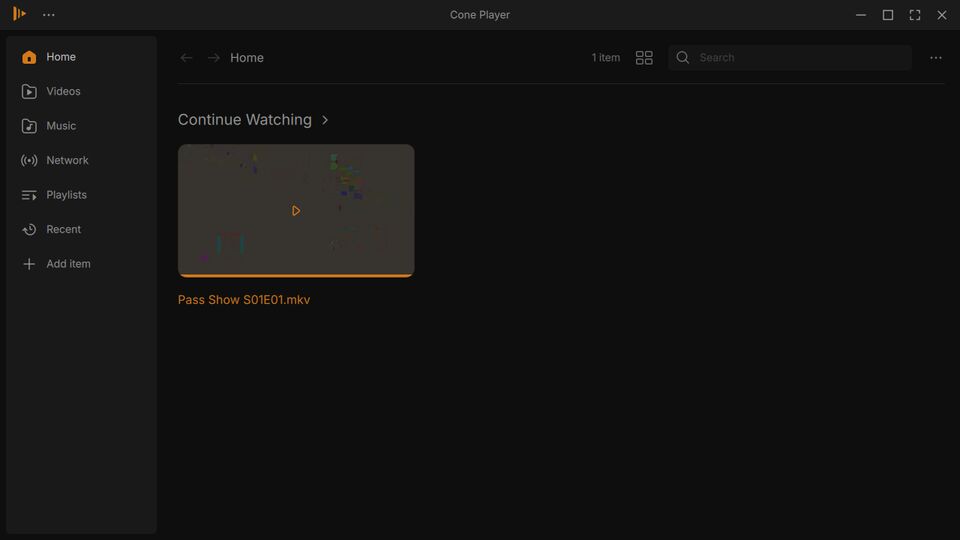 Cone Player
Home
Videos
Music
Network
Playlists
Recent
Add item
Home
1 item
Search
Continue Watching
Pass Show S01E01.mkv